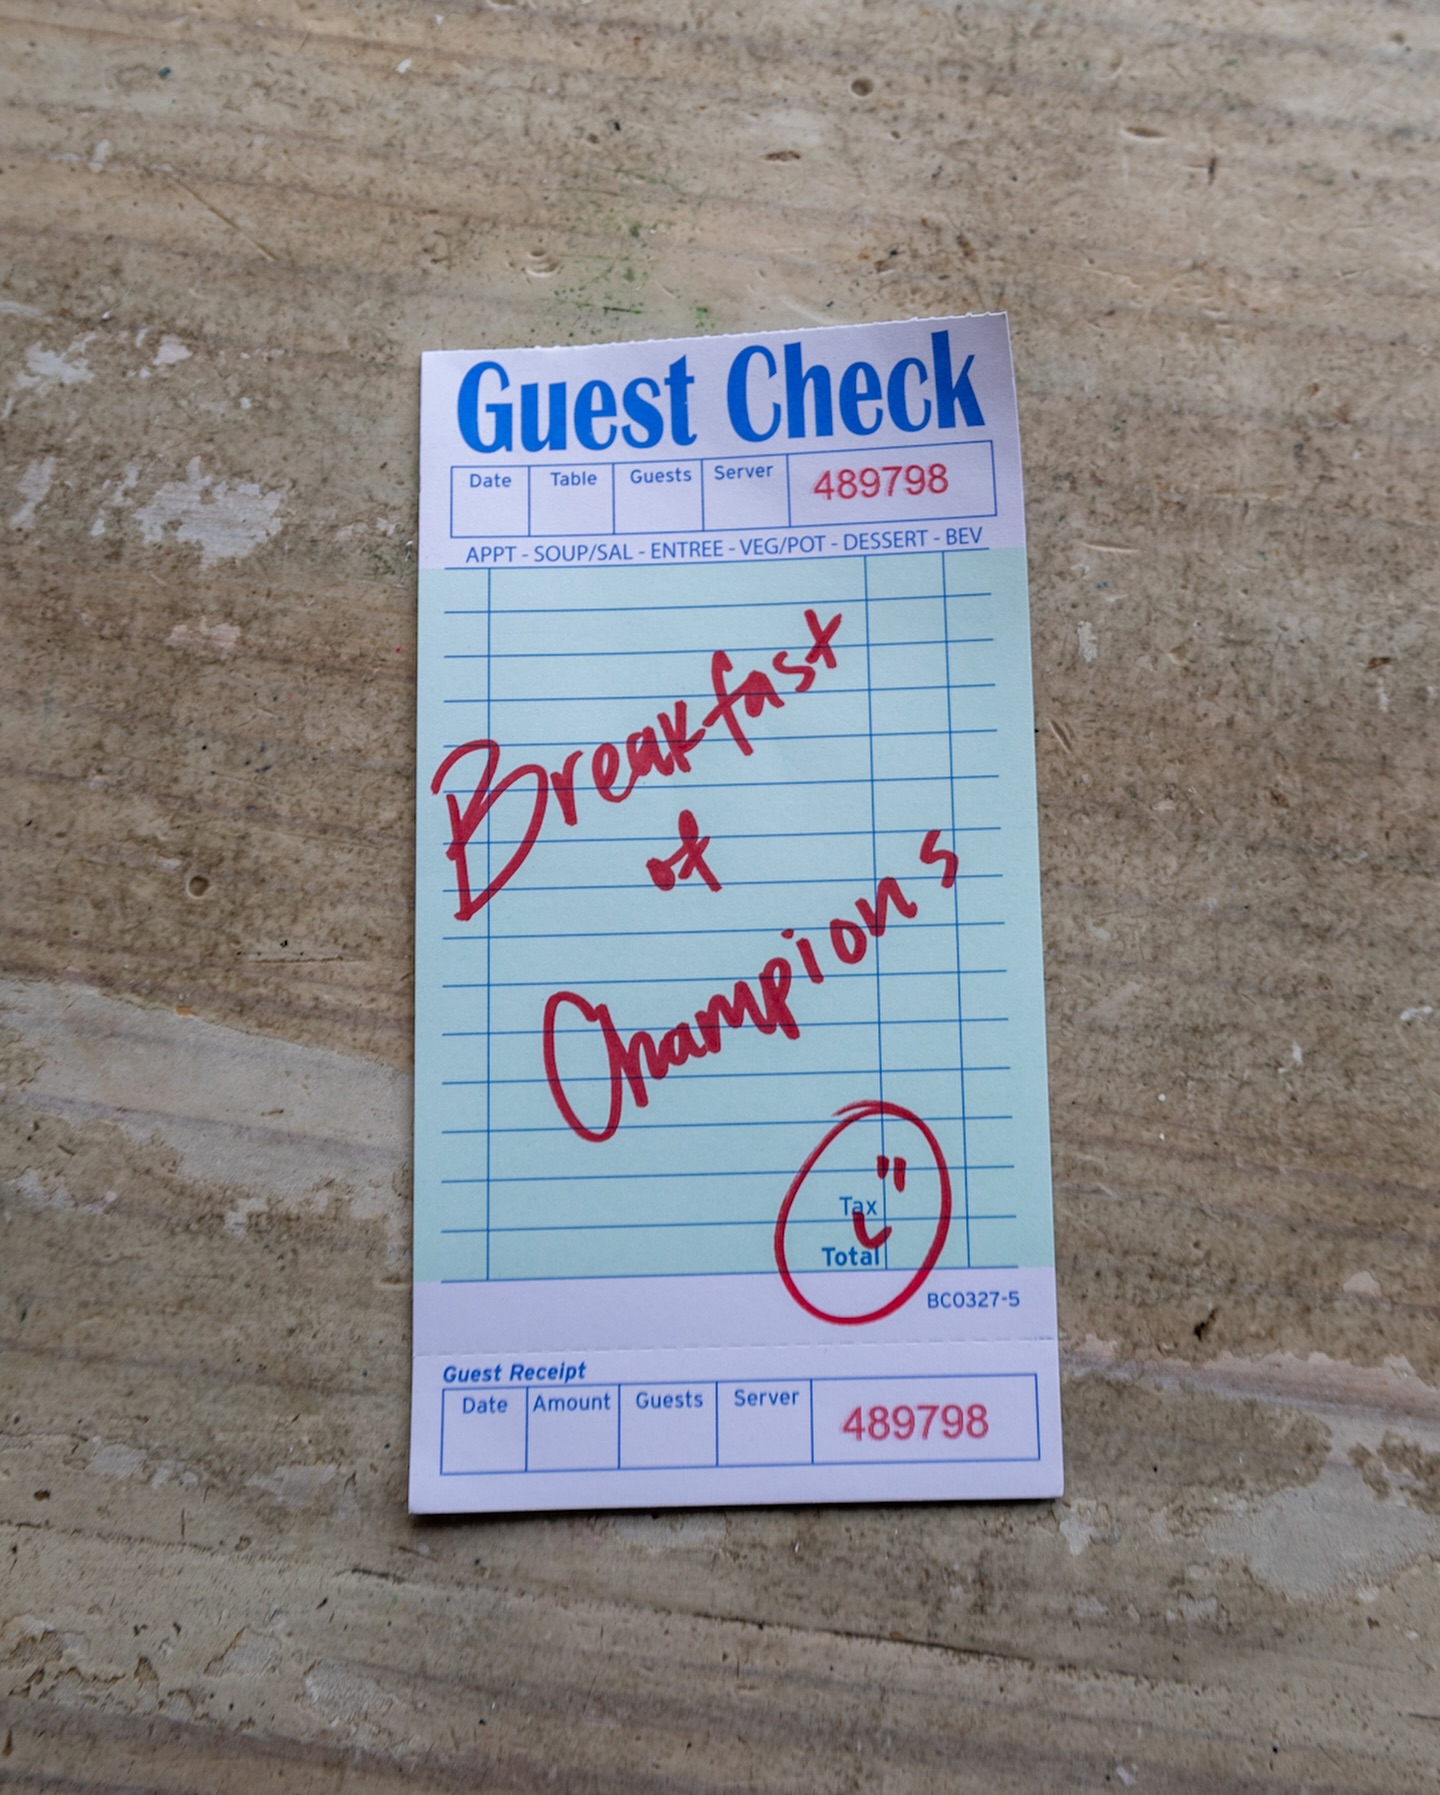 Guest Check
Date Table Guests Server 489798
APPT - SOUP/SAL - ENTREE - VEG/POT - DESSERT - BEV
Breakfast
of
Champions
Tax
Total
BC0327-5
Guest Receipt
Date Amount Guests Server 489798